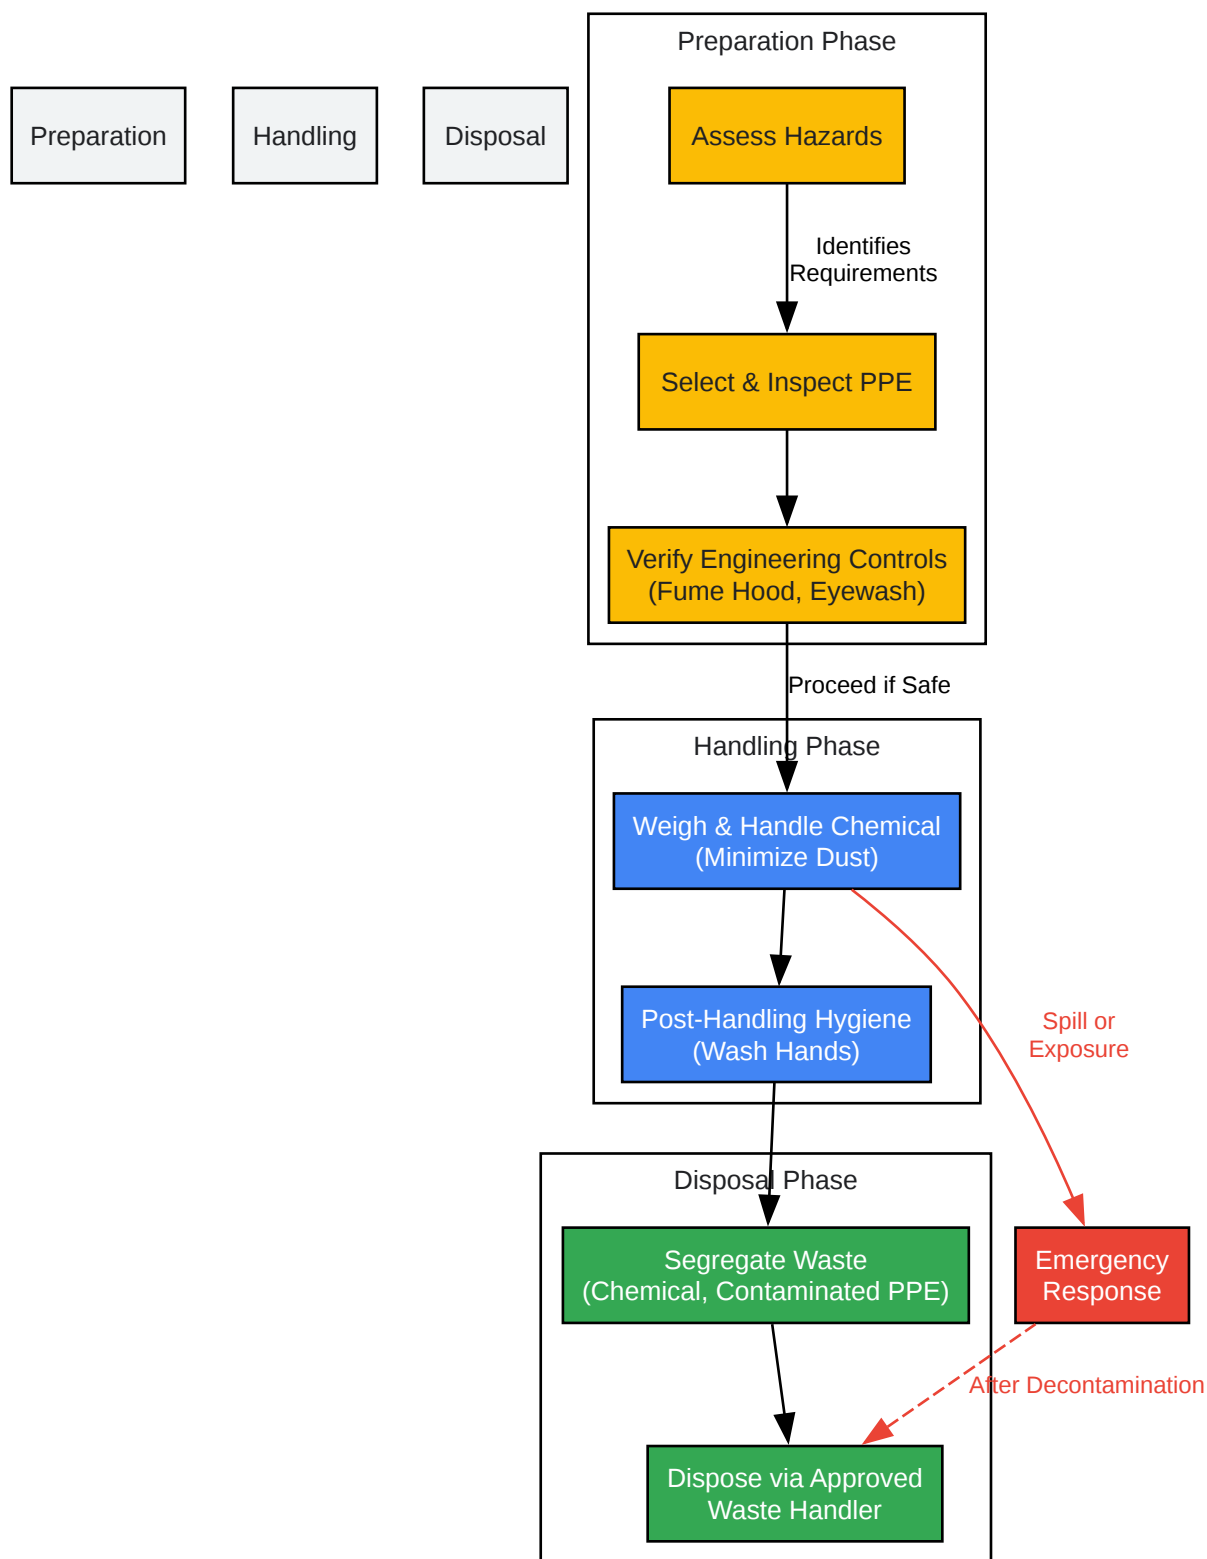 Preparation Phase
Preparation
Handling
Disposal
Assess Hazards
Identifies
Requirements
Select & Inspect PPE
Verify Engineering Controls
(Fume Hood, Eyewash)
Proceed if Safe
Handling Phase
Weigh & Handle Chemical
(Minimize Dust)
Post-Handling Hygiene
(Wash Hands)
Spill or
Exposure
Disposal Phase
Segregate Waste
(Chemical, Contaminated PPE)
Emergency
Response
After Decontamination
Dispose via Approved
Waste Handler